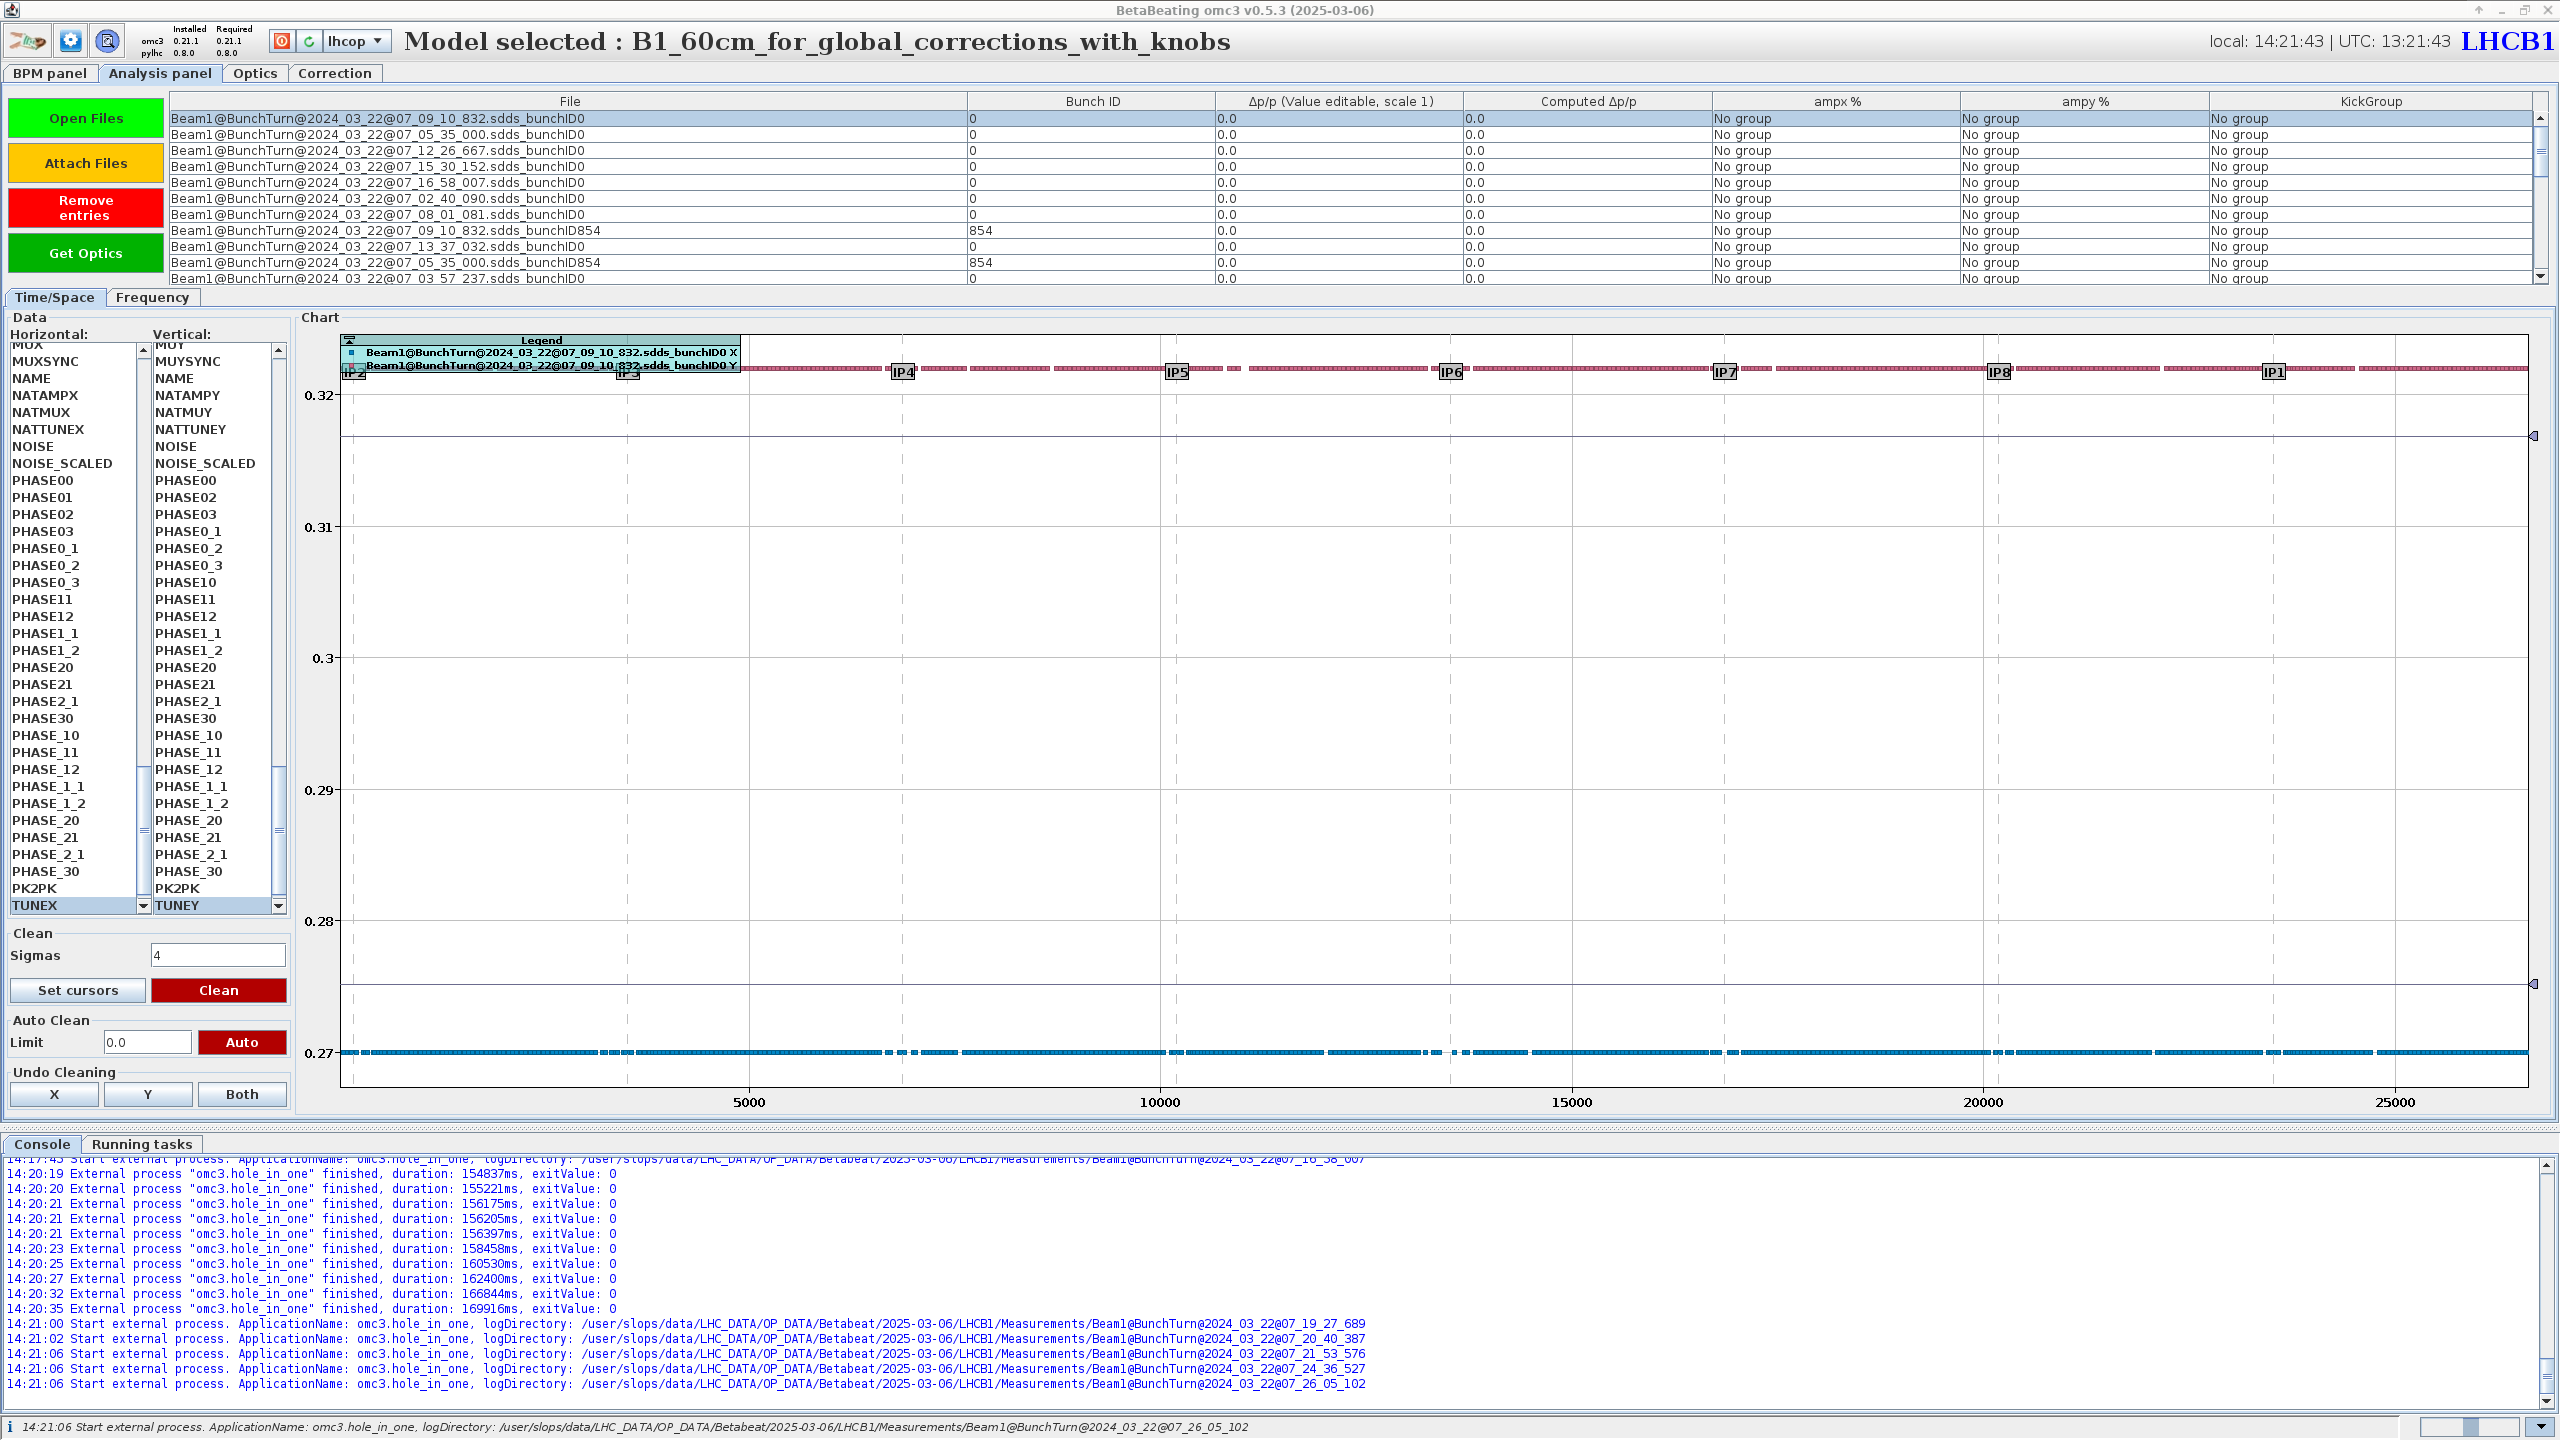 BetaBeating omc3 v0.5.3 (2025-03-06)
Installed Required
omc3 0.21.1 0.21.1
pylhc 0.8.0 0.8.0
lhcop
Model selected : B1_60cm_for_global_corrections_with_knobs
local: 14:21:43 | UTC: 13:21:43 LHCB1
BPM panel Analysis panel Optics Correction
Open Files
Attach Files
Remove entries
Get Optics
File Bunch ID Δp/p (Value editable, scale 1) Computed Δp/p ampx % ampy % KickGroup
Beam1@BunchTurn@2024_03_22@07_09_10_832.sdds_bunchID0 0 0.0 0.0 No group No group No group
Beam1@BunchTurn@2024_03_22@07_05_35_000.sdds_bunchID0 0 0.0 0.0 No group No group No group
Beam1@BunchTurn@2024_03_22@07_12_26_667.sdds_bunchID0 0 0.0 0.0 No group No group No group
Beam1@BunchTurn@2024_03_22@07_15_30_152.sdds_bunchID0 0 0.0 0.0 No group No group No group
Beam1@BunchTurn@2024_03_22@07_16_58_007.sdds_bunchID0 0 0.0 0.0 No group No group No group
Beam1@BunchTurn@2024_03_22@07_02_40_090.sdds_bunchID0 0 0.0 0.0 No group No group No group
Beam1@BunchTurn@2024_03_22@07_08_01_081.sdds_bunchID0 0 0.0 0.0 No group No group No group
Beam1@BunchTurn@2024_03_22@07_09_10_832.sdds_bunchID854 854 0.0 0.0 No group No group No group
Beam1@BunchTurn@2024_03_22@07_13_37_032.sdds_bunchID0 0 0.0 0.0 No group No group No group
Beam1@BunchTurn@2024_03_22@07_05_35_000.sdds_bunchID854 854 0.0 0.0 No group No group No group
Beam1@BunchTurn@2024_03_22@07_03_57_237.sdds_bunchID0 0 0.0 0.0 No group No group No group
Time/Space Frequency
Data
Horizontal: Vertical:
MUX MUY
MUXSYNC MUYSYNC
NAME NAME
NATAMPX NATAMPY
NATMUX NATMUY
NATTUNEX NATTUNEY
NOISE NOISE
NOISE_SCALED NOISE_SCALED
PHASE00 PHASE00
PHASE01 PHASE02
PHASE02 PHASE03
PHASE03 PHASE0_1
PHASE0_1 PHASE0_2
PHASE0_2 PHASE0_3
PHASE0_3 PHASE10
PHASE11 PHASE11
PHASE12 PHASE12
PHASE1_1 PHASE1_1
PHASE1_2 PHASE1_2
PHASE20 PHASE20
PHASE21 PHASE21
PHASE2_1 PHASE2_1
PHASE30 PHASE30
PHASE_10 PHASE_10
PHASE_11 PHASE_11
PHASE_12 PHASE_12
PHASE_1_1 PHASE_1_1
PHASE_1_2 PHASE_1_2
PHASE_20 PHASE_20
PHASE_21 PHASE_21
PHASE_2_1 PHASE_2_1
PHASE_30 PHASE_30
PK2PK PK2PK
TUNEX TUNEY
Clean
Sigmas 4
Set cursors Clean
Auto Clean
Limit 0.0 Auto
Undo Cleaning
X Y Both
Chart
Legend
Beam1@BunchTurn@2024_03_22@07_09_10_832.sdds_bunchID0 X
Beam1@BunchTurn@2024_03_22@07_09_10_832.sdds_bunchID0 Y
IP2 IP3 IP4 IP5 IP6 IP7 IP8 IP1
0.32
0.31
0.3
0.29
0.28
0.27
5000 10000 15000 20000 25000
Console Running tasks
14:17:45 Start external process. ApplicationName: omc3.hole_in_one, logDirectory: /user/slops/data/LHC_DATA/OP_DATA/Betabeat/2025-03-06/LHCB1/Measurements/Beam1@BunchTurn@2024_03_22@07_16_58_007
14:20:19 External process "omc3.hole_in_one" finished, duration: 154837ms, exitValue: 0
14:20:20 External process "omc3.hole_in_one" finished, duration: 155221ms, exitValue: 0
14:20:21 External process "omc3.hole_in_one" finished, duration: 156175ms, exitValue: 0
14:20:21 External process "omc3.hole_in_one" finished, duration: 156205ms, exitValue: 0
14:20:21 External process "omc3.hole_in_one" finished, duration: 156397ms, exitValue: 0
14:20:23 External process "omc3.hole_in_one" finished, duration: 158458ms, exitValue: 0
14:20:25 External process "omc3.hole_in_one" finished, duration: 160530ms, exitValue: 0
14:20:27 External process "omc3.hole_in_one" finished, duration: 162400ms, exitValue: 0
14:20:32 External process "omc3.hole_in_one" finished, duration: 166844ms, exitValue: 0
14:20:35 External process "omc3.hole_in_one" finished, duration: 169916ms, exitValue: 0
14:21:00 Start external process. ApplicationName: omc3.hole_in_one, logDirectory: /user/slops/data/LHC_DATA/OP_DATA/Betabeat/2025-03-06/LHCB1/Measurements/Beam1@BunchTurn@2024_03_22@07_19_27_689
14:21:02 Start external process. ApplicationName: omc3.hole_in_one, logDirectory: /user/slops/data/LHC_DATA/OP_DATA/Betabeat/2025-03-06/LHCB1/Measurements/Beam1@BunchTurn@2024_03_22@07_20_40_387
14:21:06 Start external process. ApplicationName: omc3.hole_in_one, logDirectory: /user/slops/data/LHC_DATA/OP_DATA/Betabeat/2025-03-06/LHCB1/Measurements/Beam1@BunchTurn@2024_03_22@07_21_53_576
14:21:06 Start external process. ApplicationName: omc3.hole_in_one, logDirectory: /user/slops/data/LHC_DATA/OP_DATA/Betabeat/2025-03-06/LHCB1/Measurements/Beam1@BunchTurn@2024_03_22@07_24_36_527
14:21:06 Start external process. ApplicationName: omc3.hole_in_one, logDirectory: /user/slops/data/LHC_DATA/OP_DATA/Betabeat/2025-03-06/LHCB1/Measurements/Beam1@BunchTurn@2024_03_22@07_26_05_102
14:21:06 Start external process. ApplicationName: omc3.hole_in_one, logDirectory: /user/slops/data/LHC_DATA/OP_DATA/Betabeat/2025-03-06/LHCB1/Measurements/Beam1@BunchTurn@2024_03_22@07_26_05_102